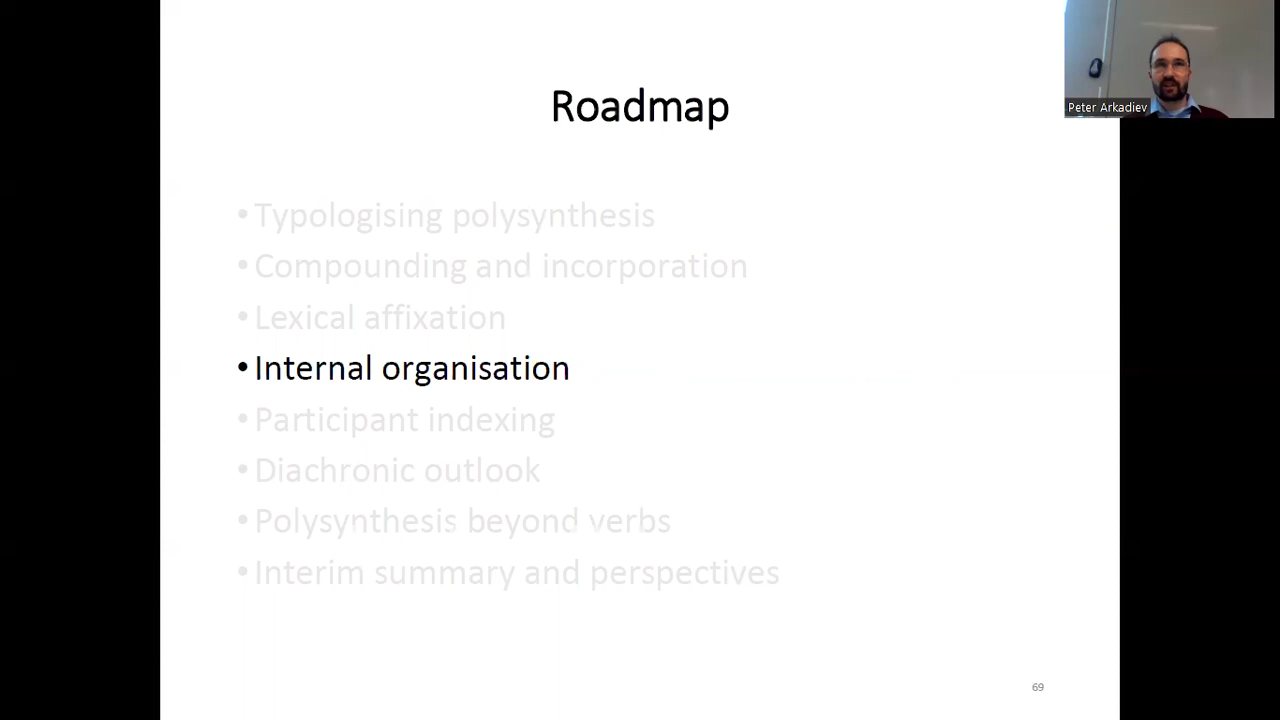 Roadmap
Peter Arkadiev
• Typologising polysynthesis
• Compounding and incorporation
• Lexical affixation
• Internal organisation
• Participant indexing
• Diachronic outlook
• Polysynthesis beyond verbs
• Interim summary and perspectives
69